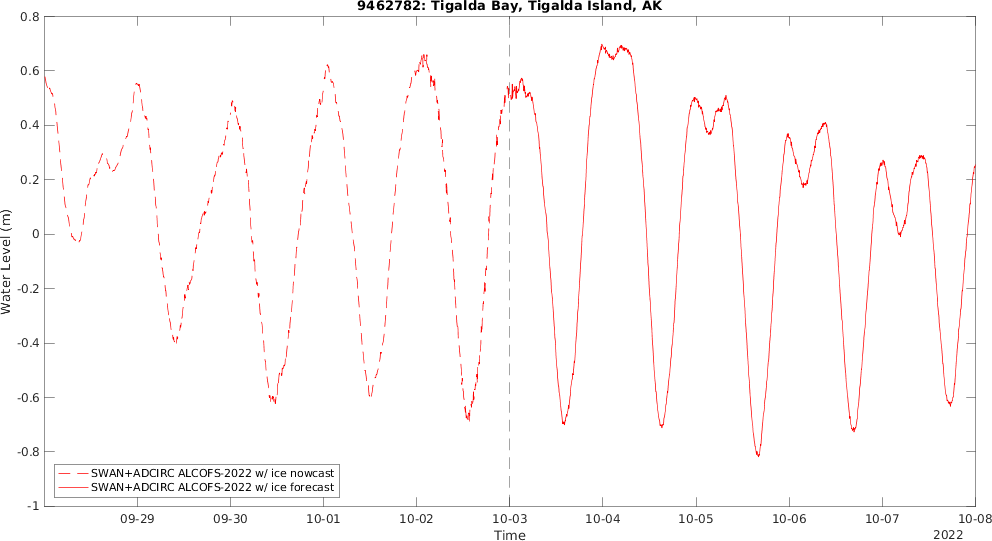 9462782: Tigalda Bay, Tigalda Island, AK
Water Level (m)
0.8
0.6
0.4
0.2
0
-0.2
-0.4
-0.6
-0.8
-1
SWAN+ADCIRC ALCOFS-2022 w/ ice nowcast
SWAN+ADCIRC ALCOFS-2022 w/ ice forecast
09-29 09-30 10-01 10-02 10-03 10-04 10-05 10-06 10-07 10-08
Time
2022